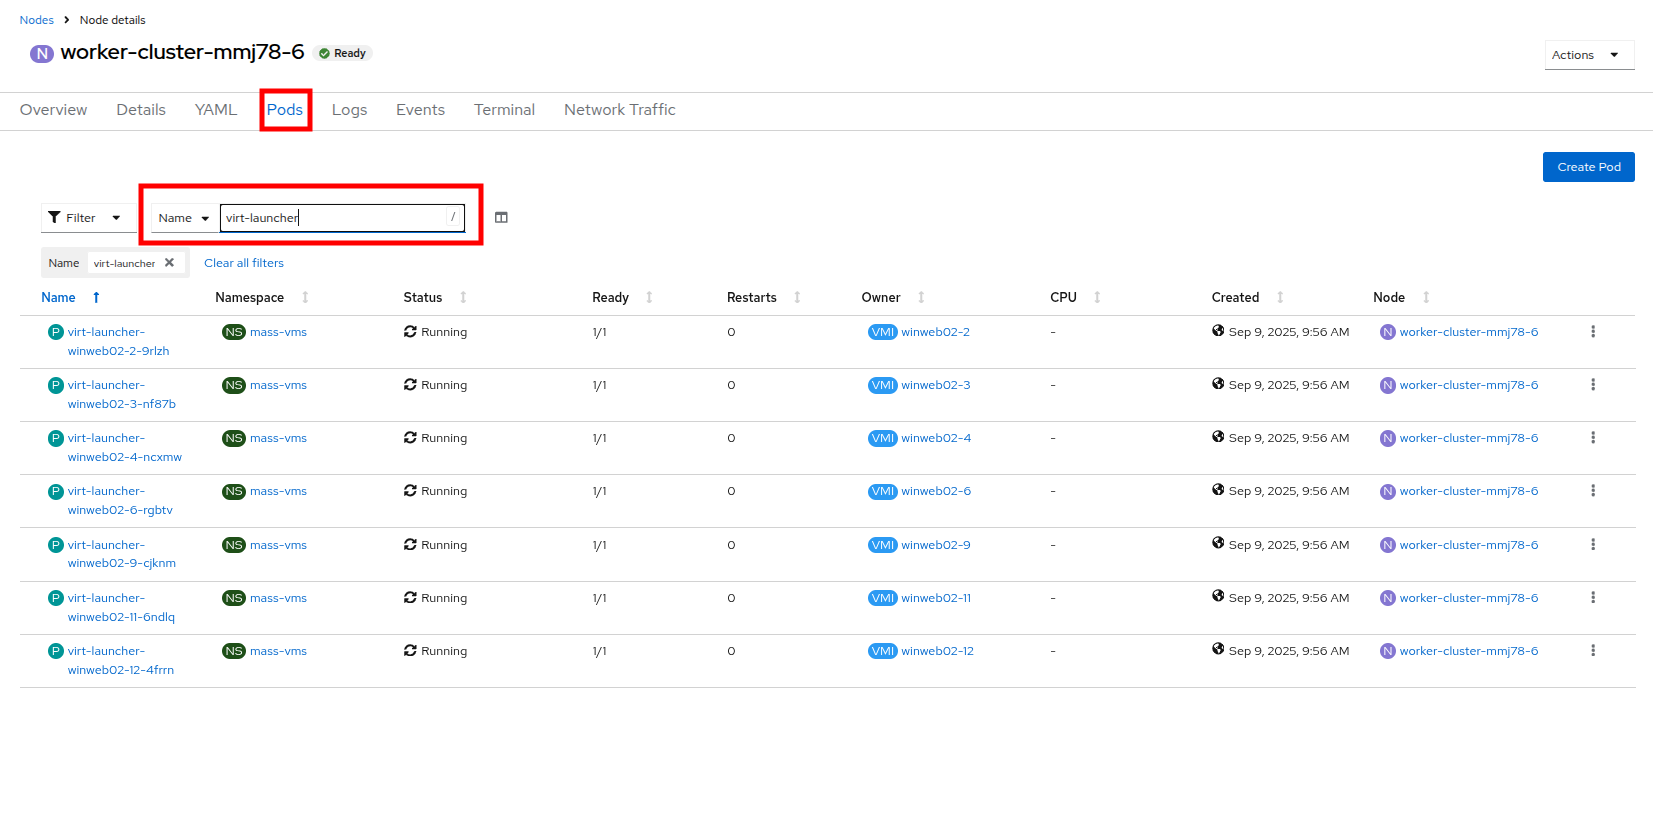 Nodes > Node details
N worker-cluster-mmj78-6 Ready
Actions
Overview Details YAML Pods Logs Events Terminal Network Traffic
Create Pod
Filter Name virt-launcher /
Name virt-launcher Clear all filters
Name Namespace Status Ready Restarts Owner CPU Created Node
P virt-launcher- NS mass-vms Running 1/1 0 VMI winweb02-2 - Sep 9, 2025, 9:56 AM N worker-cluster-mmj78-6
winweb02-2-9rlzh
P virt-launcher- NS mass-vms Running 1/1 0 VMI winweb02-3 - Sep 9, 2025, 9:56 AM N worker-cluster-mmj78-6
winweb02-3-nf87b
P virt-launcher- NS mass-vms Running 1/1 0 VMI winweb02-4 - Sep 9, 2025, 9:56 AM N worker-cluster-mmj78-6
winweb02-4-ncxmw
P virt-launcher- NS mass-vms Running 1/1 0 VMI winweb02-6 - Sep 9, 2025, 9:56 AM N worker-cluster-mmj78-6
winweb02-6-rgbtv
P virt-launcher- NS mass-vms Running 1/1 0 VMI winweb02-9 - Sep 9, 2025, 9:56 AM N worker-cluster-mmj78-6
winweb02-9-cjknm
P virt-launcher- NS mass-vms Running 1/1 0 VMI winweb02-11 - Sep 9, 2025, 9:56 AM N worker-cluster-mmj78-6
winweb02-11-6ndlq
P virt-launcher- NS mass-vms Running 1/1 0 VMI winweb02-12 - Sep 9, 2025, 9:56 AM N worker-cluster-mmj78-6
winweb02-12-4frrn